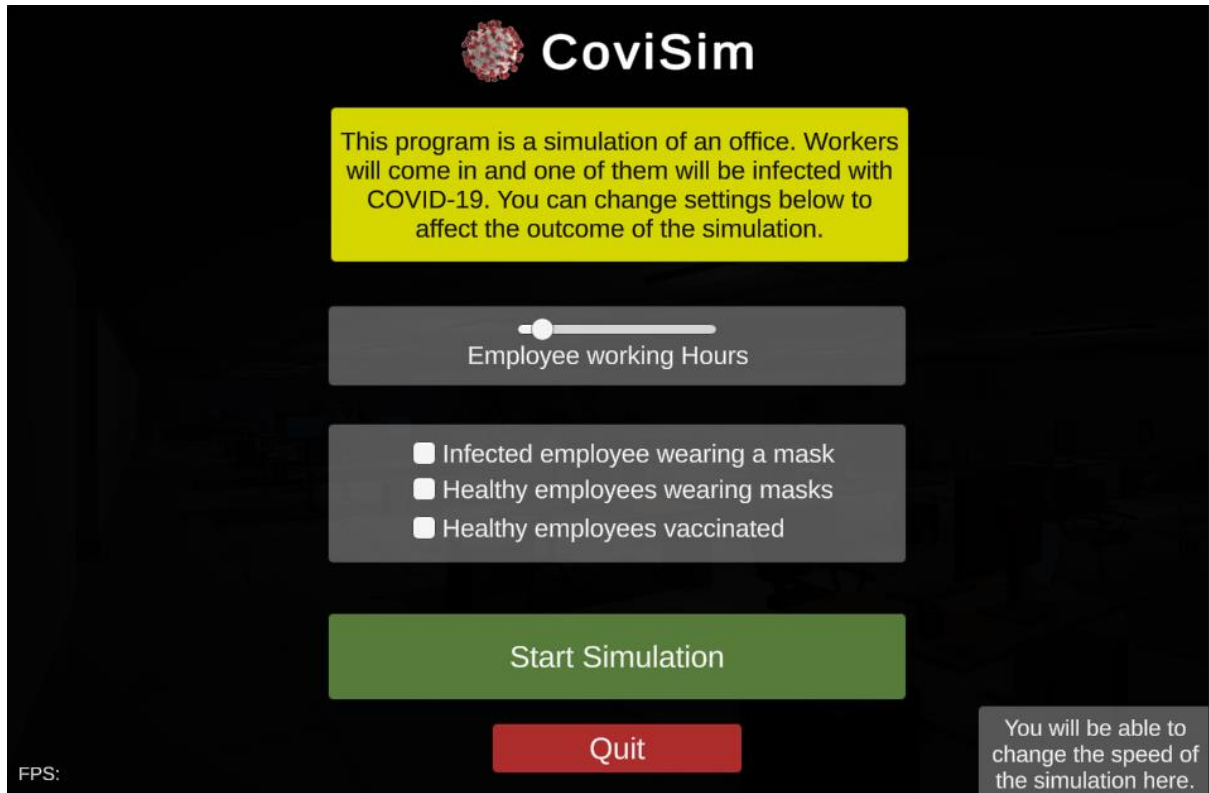 CoviSim
This program is a simulation of an office. Workers
will come in and one of them will be infected with
COVID-19. You can change settings below to
affect the outcome of the simulation.
Employee working Hours
Infected employee wearing a mask
Healthy employees wearing masks
Healthy employees vaccinated
Start Simulation
Quit
You will be able to
change the speed of
the simulation here.
FPS: